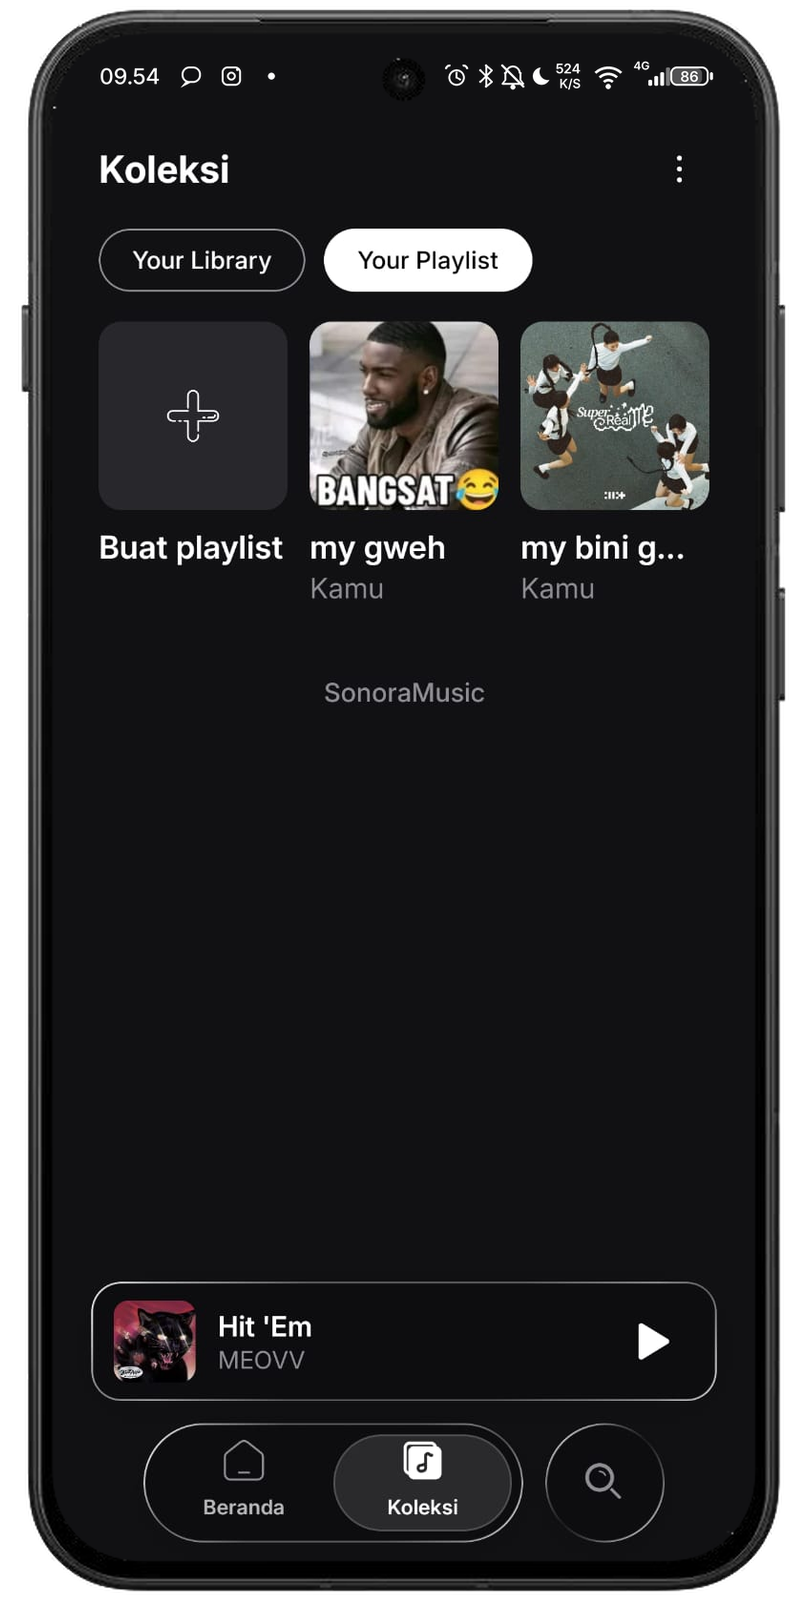 09.54
524
K/S
4G
86
Koleksi
Your Library
Your Playlist
BANGSAT😂
Super
Real
ME
Buat playlist
my gweh
my bini g...
Kamu
Kamu
SonoraMusic
Hit 'Em
MEOVV
Beranda
Koleksi